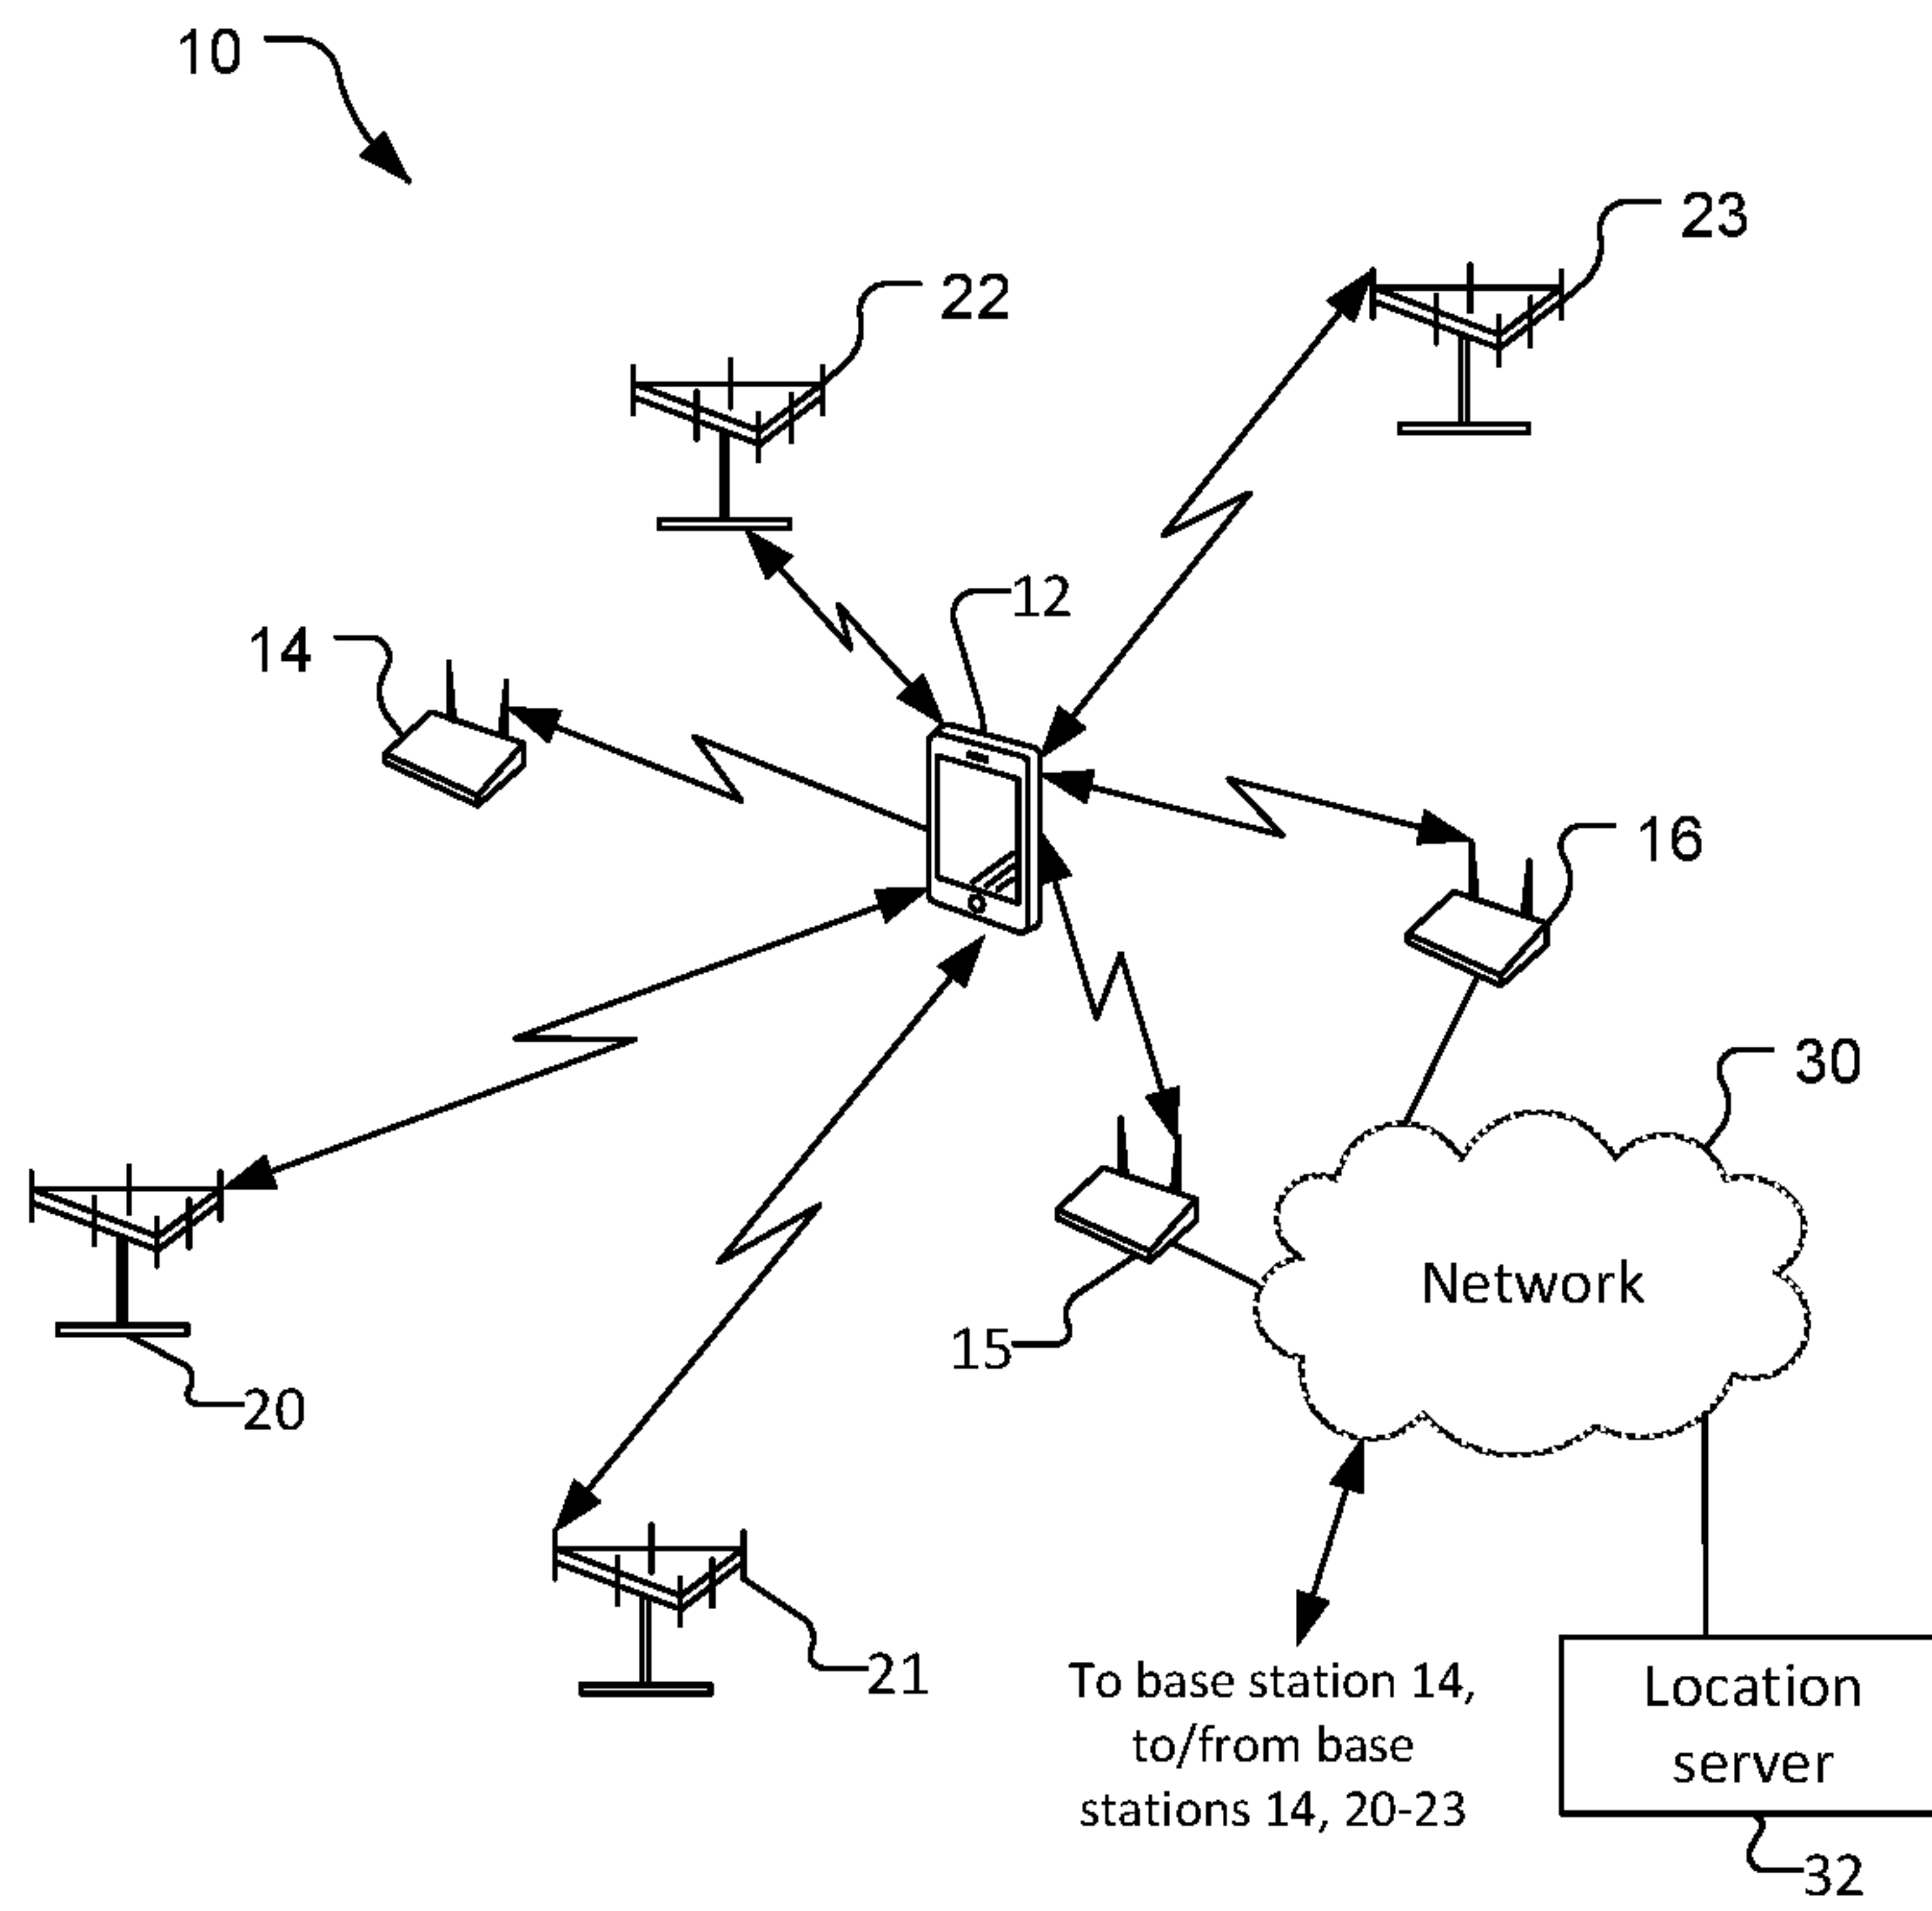 10
23
22
12
14
16
30
Network
15
20
21
To base station 14,
to/from base
stations 14, 20-23
Location
server
32